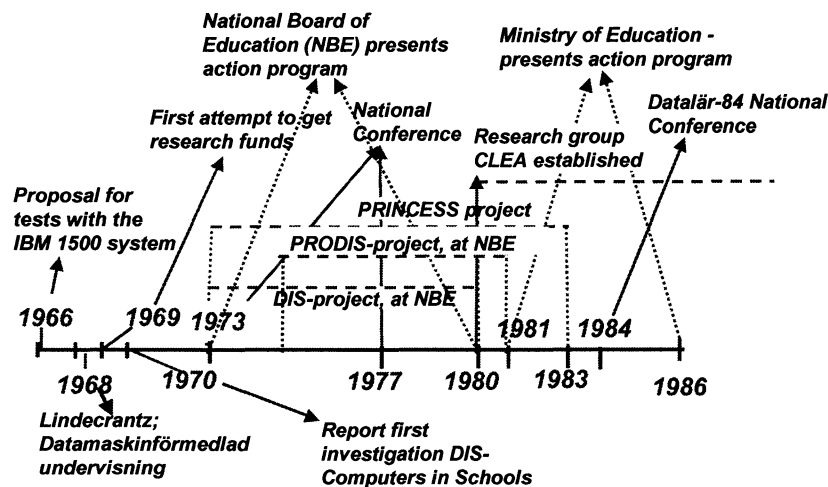 National Board of
Education (NBE) presents
action program
Ministry of Education -
presents action program
First attempt to get
research funds
National
Conference
Datalär-84 National
Conference
Research group
CLEA established
Proposal for
tests with the
IBM 1500 system
PRINCESS project
PRODIS-project, at NBE
DIS-project, at NBE
1966
1969
1973
1981
1984
1968
1970
1977
1980
1983
1986
Lindecrantz;
Datamaskinförmedlad
undervisning
Report first
investigation DIS-
Computers in Schools